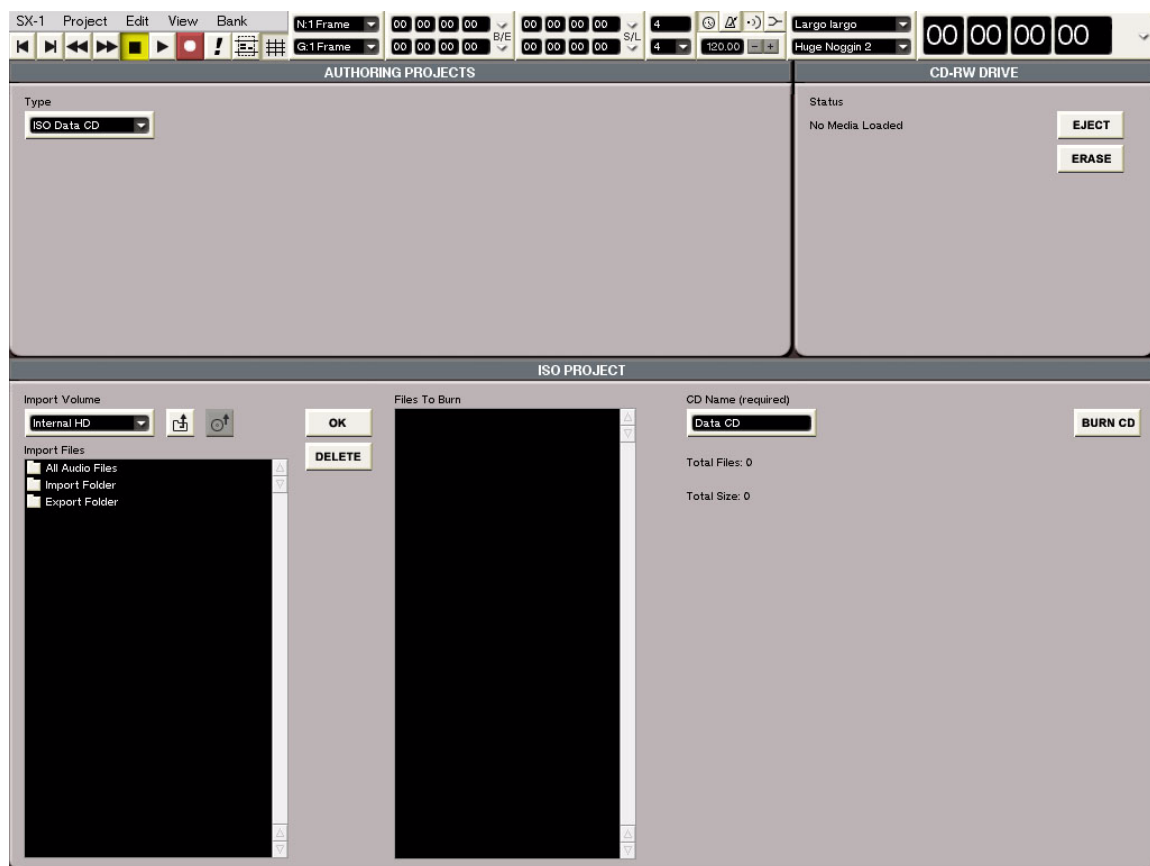 SX-1 Project Edit View Bank
N:1 Frame 00 00 00 00 B/E 00 00 00 00 S/L 4 Largo largo 00 00 00 00
G:1 Frame 00 00 00 00 00 00 00 00 4 120.00 - + Huge Noggin 2
AUTHORING PROJECTS
Type
ISO Data CD
CD-RW DRIVE
Status
No Media Loaded
EJECT
ERASE
ISO PROJECT
Import Volume
Internal HD
OK
DELETE
Import Files
All Audio Files
Import Folder
Export Folder
Files To Burn
CD Name (required)
Data CD
BURN CD
Total Files: 0
Total Size: 0